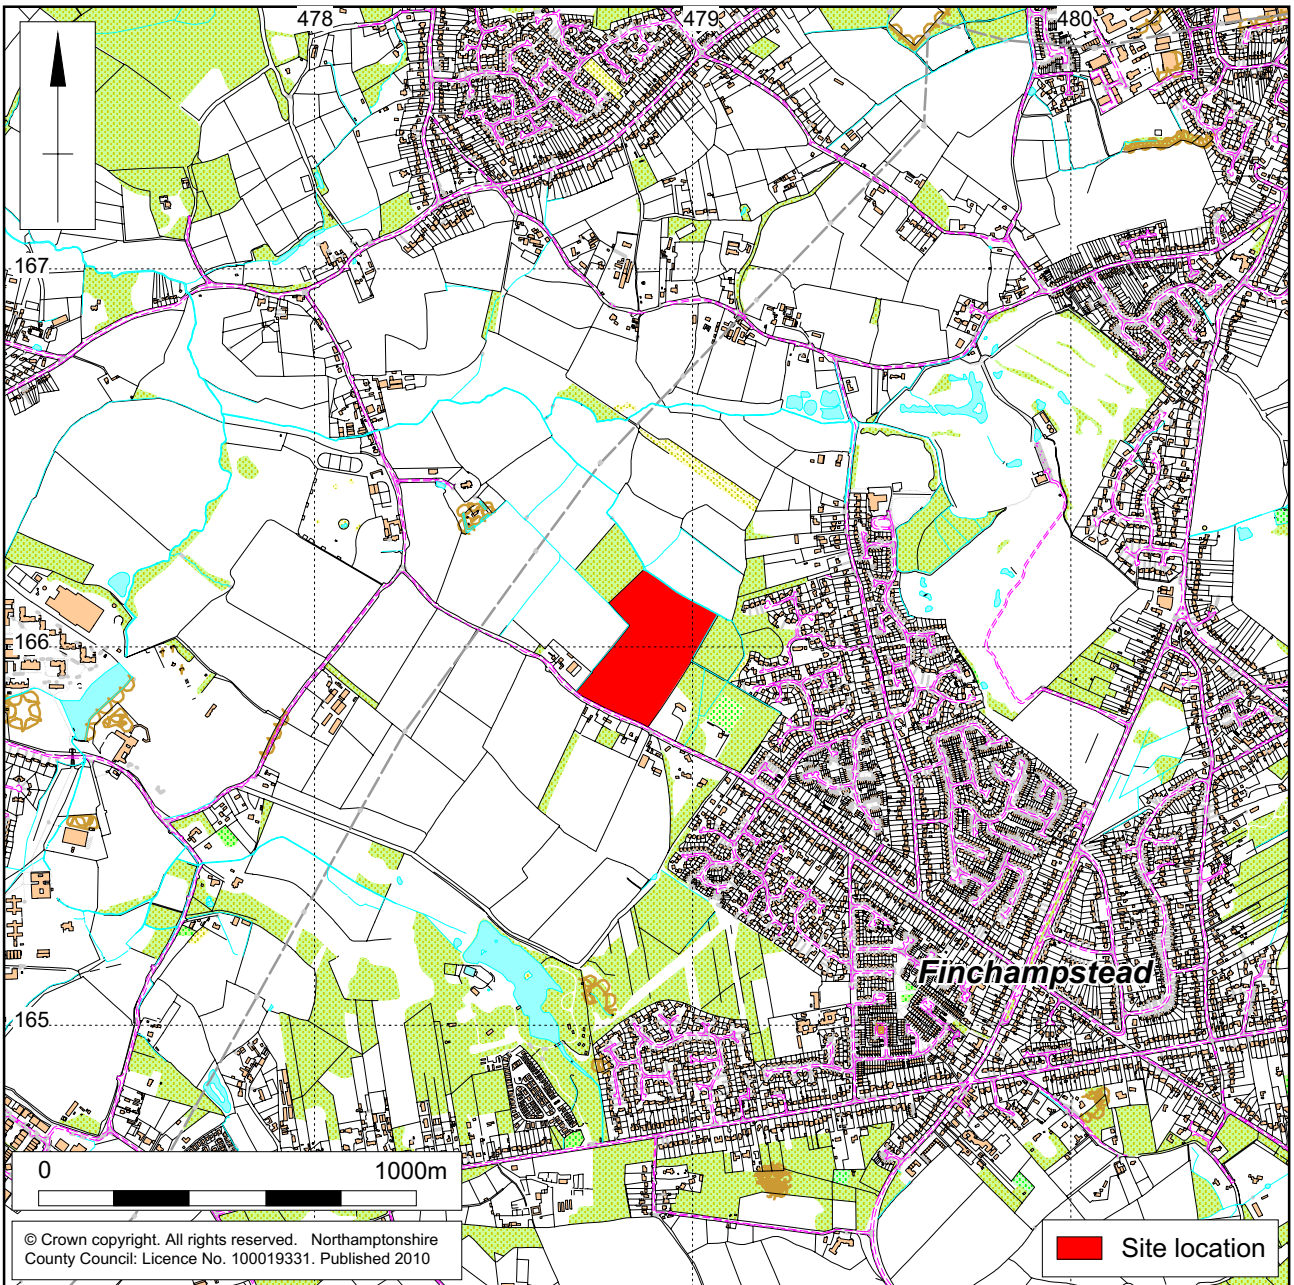 478 479 480
167
166
Finchampstead
165
0 1000m
© Crown copyright. All rights reserved. Northamptonshire
County Council: Licence No. 100019331. Published 2010
Site location